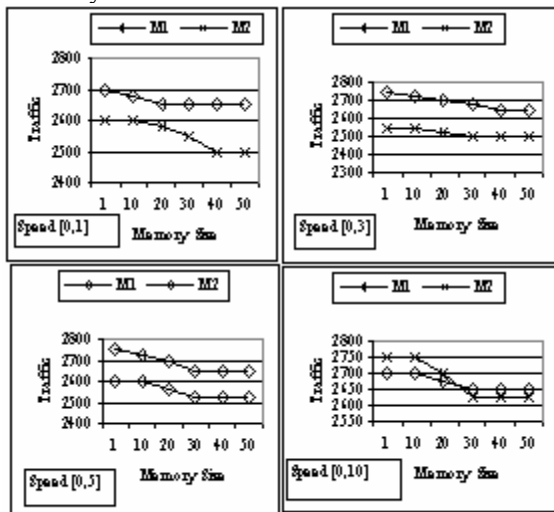 M1 M2
2800
2700
2600
2500
2400
Traffic
1 10 20 30 40 50
Speed [0,1]
Memory Size
M1 M2
2800
2700
2600
2500
2400
2300
Traffic
1 10 20 30 40 50
Speed [0,3]
Memory Size
M1 M2
2800
2700
2600
2500
2400
Traffic
1 10 20 30 40 50
Speed [0,5]
Memory Size
M1 M2
2800
2750
2700
2650
2600
2550
Traffic
1 10 20 30 40 50
Speed [0,10]
Memory Size